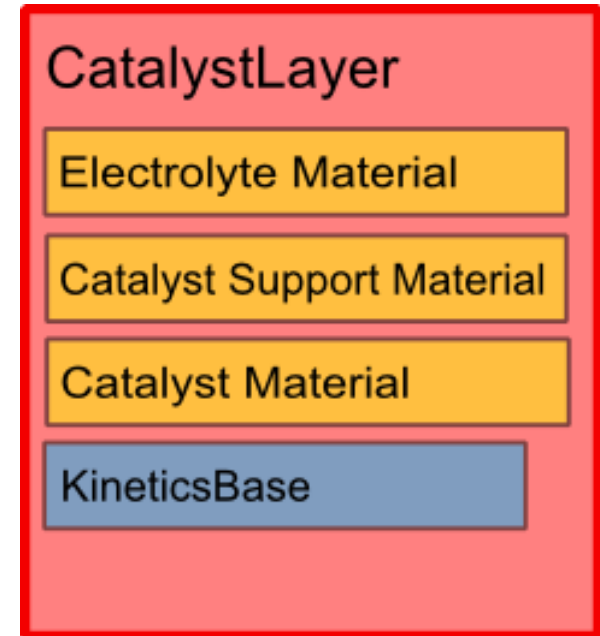 CatalystLayer
Electrolyte Material
Catalyst Support Material
Catalyst Material
KineticsBase